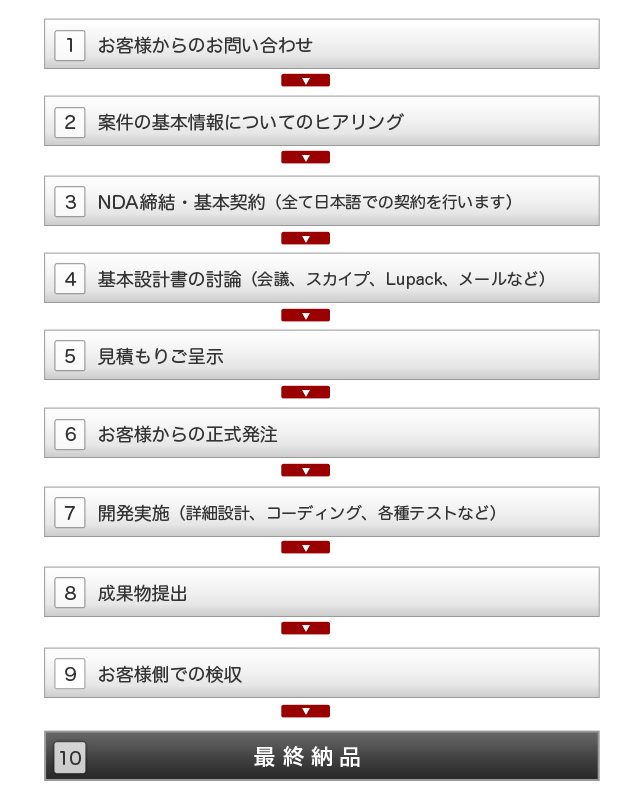 1 お客様からのお問い合わせ
2 案件の基本情報についてのヒアリング
3 NDA締結・基本契約（全て日本語での契約を行います）
4 基本設計書の討論（会議、スカイプ、Lupack、メールなど）
5 見積もりご呈示
6 お客様からの正式発注
7 開発実施（詳細設計、コーディング、各種テストなど）
8 成果物提出
9 お客様側での検収
10 最終納品